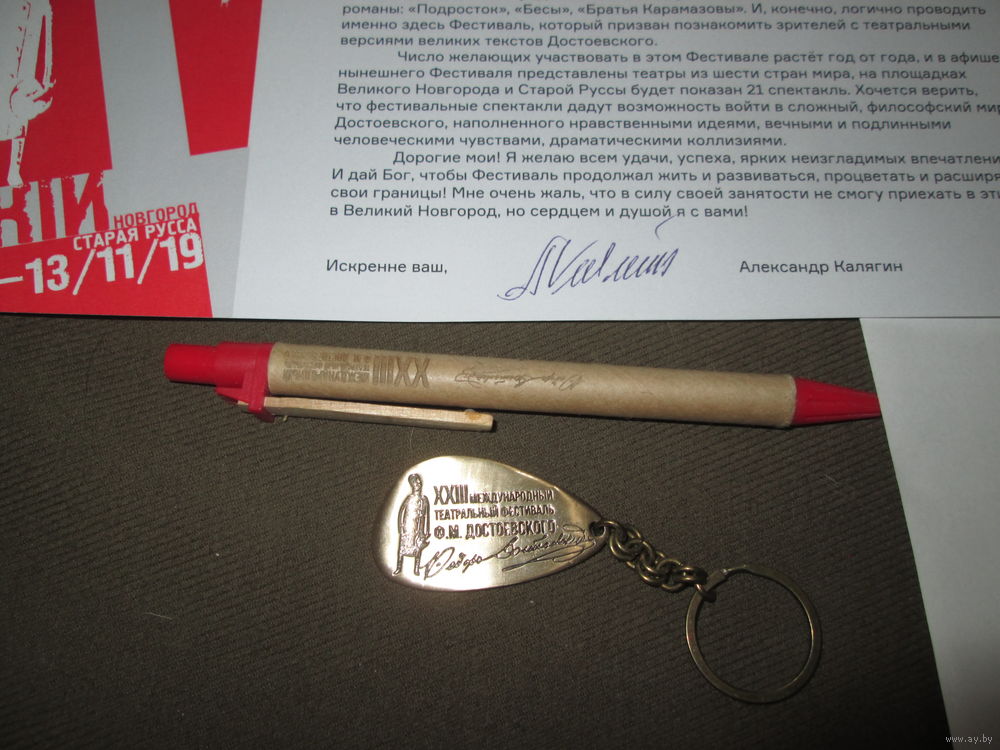 романы: «Подросток», «Бесы», «Братья Карамазовы». И, конечно, логично проводить
именно здесь Фестиваль, который призван познакомить зрителей с театральными
версиями великих текстов Достоевского.
Число желающих участвовать в этом Фестивале растёт год от года, и в афише
нынешнего Фестиваля представлены театры из шести стран мира, на площадках
Великого Новгорода и Старой Руссы будет показан 21 спектакль. Хочется верить,
что фестивальные спектакли дадут возможность войти в сложный, философский мир
Достоевского, наполненного нравственными идеями, вечными и подлинными
человеческими чувствами, драматическими коллизиями.
Дорогие мои! Я желаю всем удачи, успеха, ярких неизгладимых впечатлени
И дай Бог, чтобы Фестиваль продолжал жить и развиваться, процветать и расширя
свои границы! Мне очень жаль, что в силу своей занятости не смогу приехать в эти
в Великий Новгород, но сердцем и душой я с вами!
Искренне ваш,
Александр Калягин
КІЙ
НОВГОРОД
СТАРАЯ РУССА
–13/11/19
XXIII
XXIII МЕЖДУНАРОДНЫЙ
ТЕАТРАЛЬНЫЙ ФЕСТИВАЛЬ
Ф.М. ДОСТОЕВСКОГО
www.ay.by